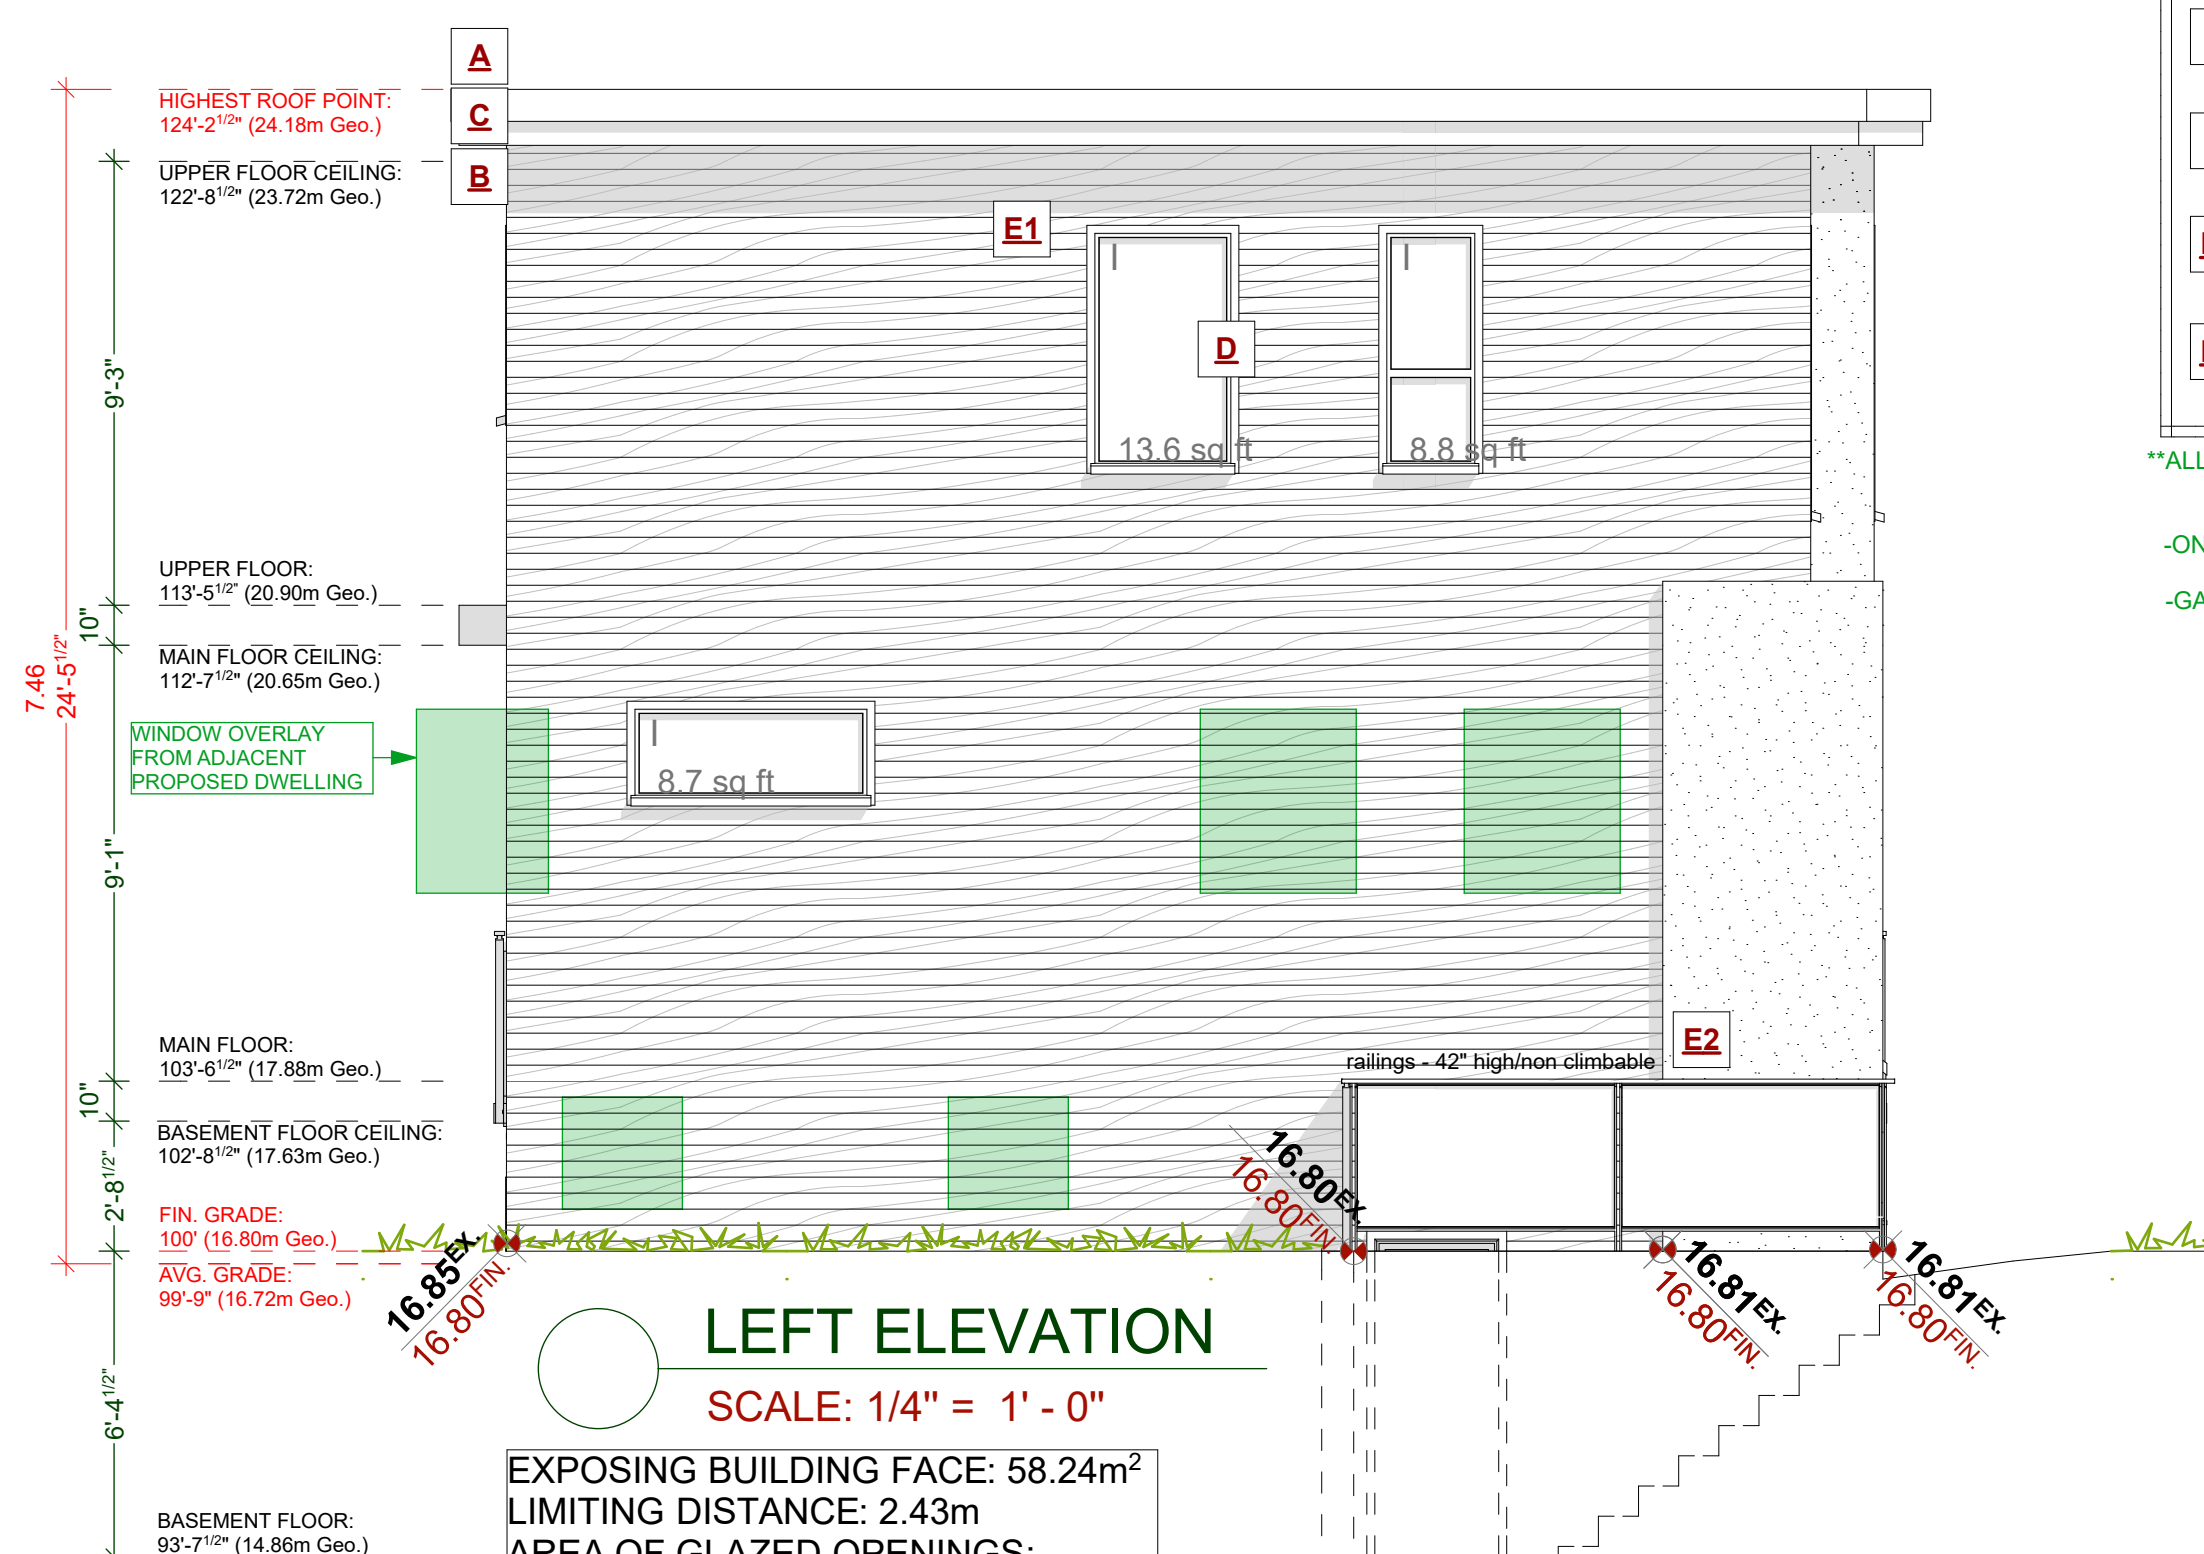 A
HIGHEST ROOF POINT:
124'-2 1/2" (24.18m Geo.)
C
UPPER FLOOR CEILING:
122'-8 1/2" (23.72m Geo.)
B
E1
D
13.6 sq ft
8.8 sq ft
9'-3"
**ALL
-ON
-GA
UPPER FLOOR:
113'-5 1/2" (20.90m Geo.)
10"
MAIN FLOOR CEILING:
112'-7 1/2" (20.65m Geo.)
7.46
24'-5 1/2"
WINDOW OVERLAY
FROM ADJACENT
PROPOSED DWELLING
8.7 sq ft
9'-1"
MAIN FLOOR:
103'-6 1/2" (17.88m Geo.)
E2
railings - 42" high/non climbable
10"
BASEMENT FLOOR CEILING:
102'-8 1/2" (17.63m Geo.)
2'-8 1/2"
FIN. GRADE:
100' (16.80m Geo.)
AVG. GRADE:
99'-9" (16.72m Geo.)
16.85EX.
16.80FIN.
16.80EX.
16.80FIN.
16.81EX.
16.80FIN.
16.81EX.
16.80FIN.
LEFT ELEVATION
SCALE: 1/4" = 1' - 0"
6'-4 1/2"
EXPOSING BUILDING FACE: 58.24m2
LIMITING DISTANCE: 2.43m
AREA OF GLAZED OPENINGS:
BASEMENT FLOOR:
93'-7 1/2" (14.86m Geo.)